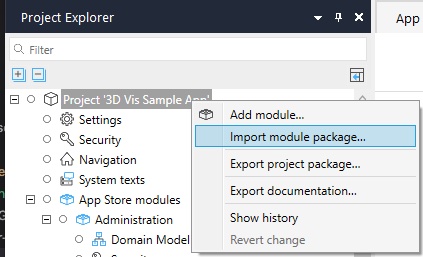 Project Explorer
App
Filter
Project '3D Vis Sample App'
Settings
Security
Navigation
System texts
App Store modules
Administration
Domain Model
Add module...
Import module package...
Export project package...
Export documentation...
Show history
Revert change